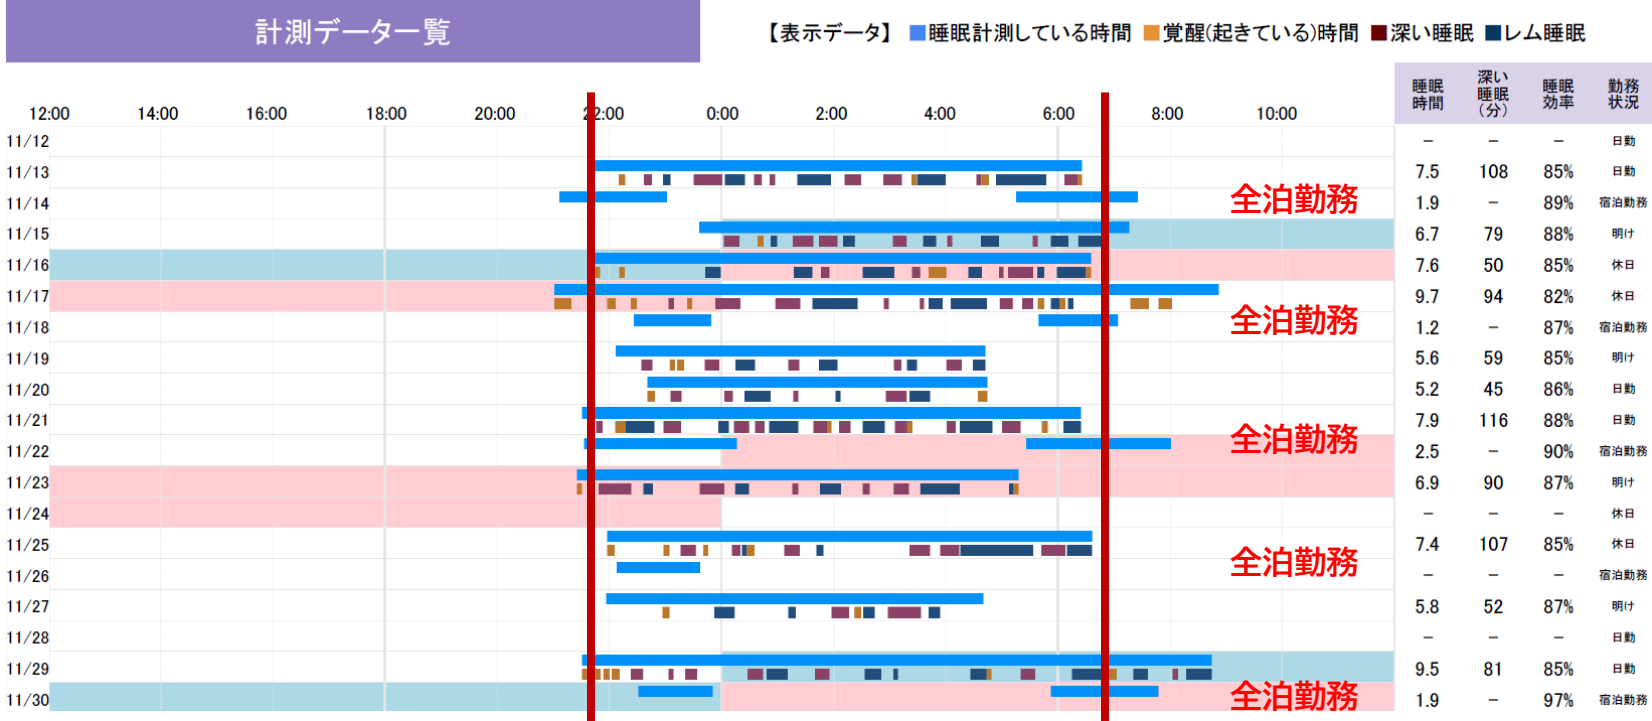 計測データ一覧
【表示データ】 ■睡眠計測している時間 ■覚醒(起きている)時間 ■深い睡眠 ■レム睡眠
12:00 14:00 16:00 18:00 20:00 22:00 0:00 2:00 4:00 6:00 8:00 10:00
睡眠時間 深い睡眠(分) 睡眠効率 勤務状況
11/12 － － － 日勤
11/13 7.5 108 85% 日勤
11/14 全泊勤務 1.9 － 89% 宿泊勤務
11/15 6.7 79 88% 明け
11/16 7.6 50 85% 休日
11/17 9.7 94 82% 休日
11/18 全泊勤務 1.2 － 87% 宿泊勤務
11/19 5.6 59 85% 明け
11/20 5.2 45 86% 日勤
11/21 7.9 116 88% 日勤
11/22 全泊勤務 2.5 － 90% 宿泊勤務
11/23 6.9 90 87% 明け
11/24 － － － 休日
11/25 7.4 107 85% 休日
11/26 全泊勤務 － － － 宿泊勤務
11/27 5.8 52 87% 明け
11/28 － － － 日勤
11/29 9.5 81 85% 日勤
11/30 全泊勤務 1.9 － 97% 宿泊勤務